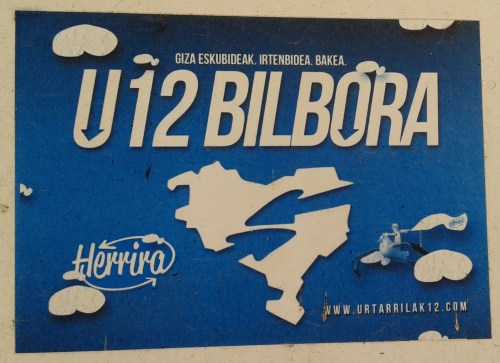 GIZA ESKUBIDEAK. IRTENBIDEA. BAKEA.
U12 BILBORA
Herrira
WWW.URTARRILAK12.COM